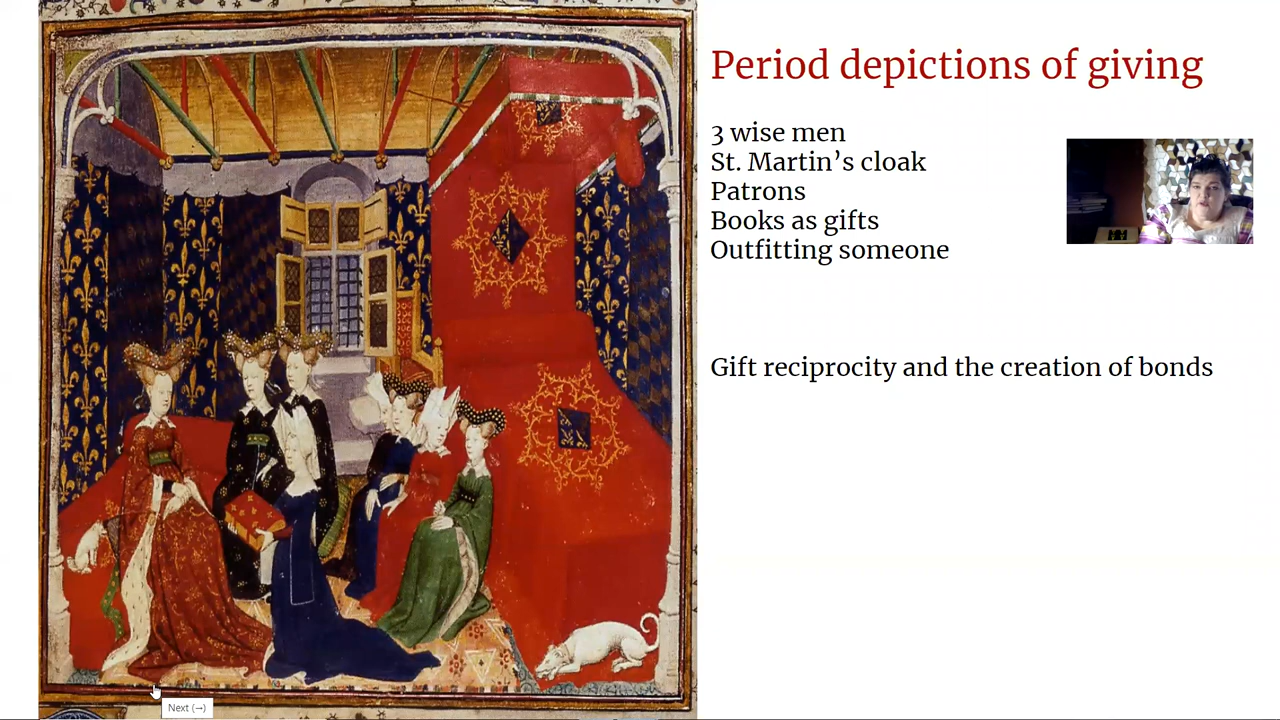 Period depictions of giving
3 wise men
St. Martin’s cloak
Patrons
Books as gifts
Outfitting someone
Gift reciprocity and the creation of bonds
Next (→)